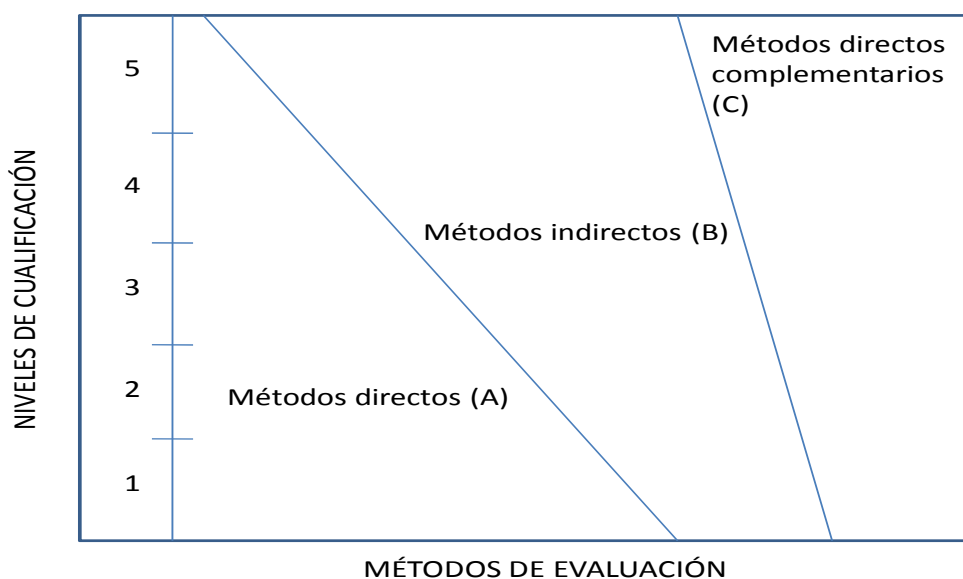 NIVELES DE CUALIFICACIÓN
5
4
3
2
1
Métodos directos
complementarios
(C)
Métodos indirectos (B)
Métodos directos (A)
MÉTODOS DE EVALUACIÓN